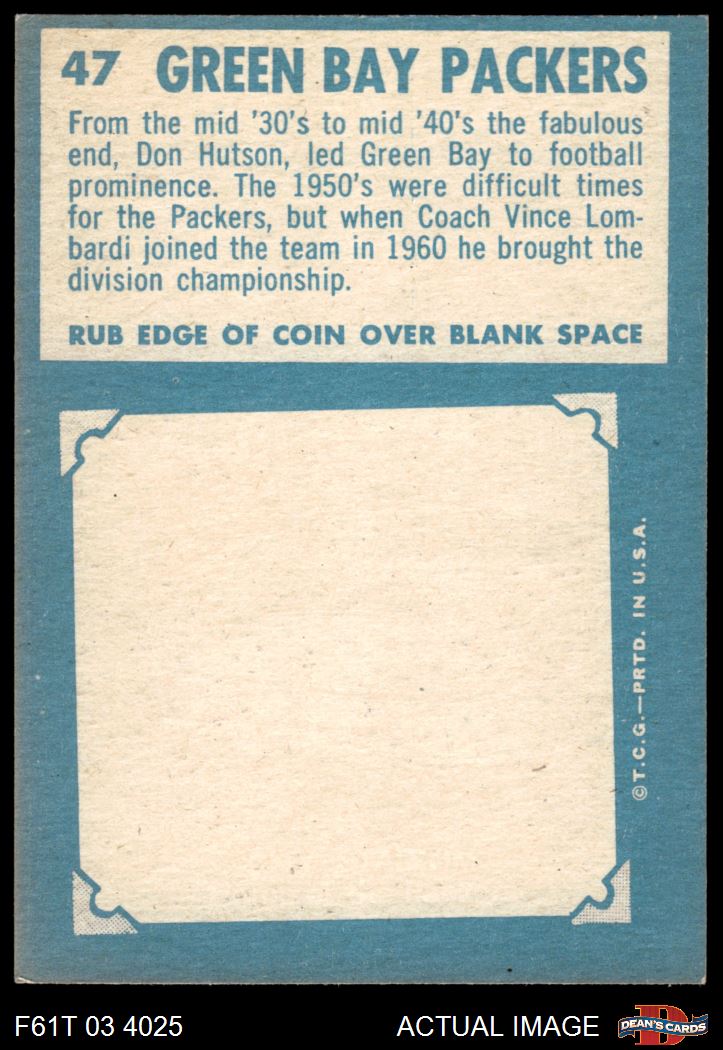 47 GREEN BAY PACKERS
From the mid '30's to mid '40's the fabulous
end, Don Hutson, led Green Bay to football
prominence. The 1950's were difficult times
for the Packers, but when Coach Vince Lom-
bardi joined the team in 1960 he brought the
division championship.
RUB EDGE OF COIN OVER BLANK SPACE
©T.C.G.—PRTD. IN U.S.A.
F61T 03 4025
ACTUAL IMAGE
D
DEAN'S CARDS